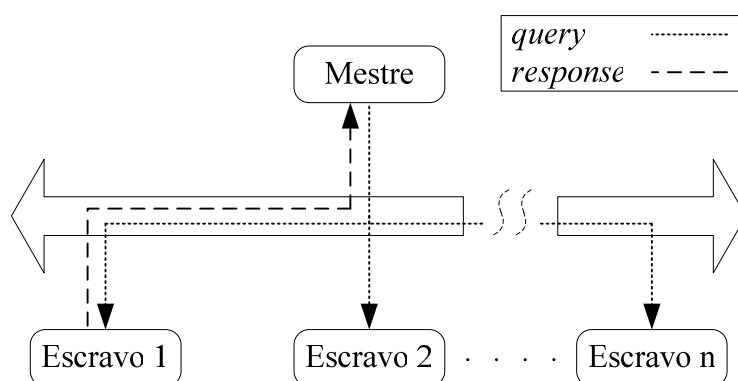 query
response
Mestre
Escravo 1
Escravo 2
. . . .
Escravo n